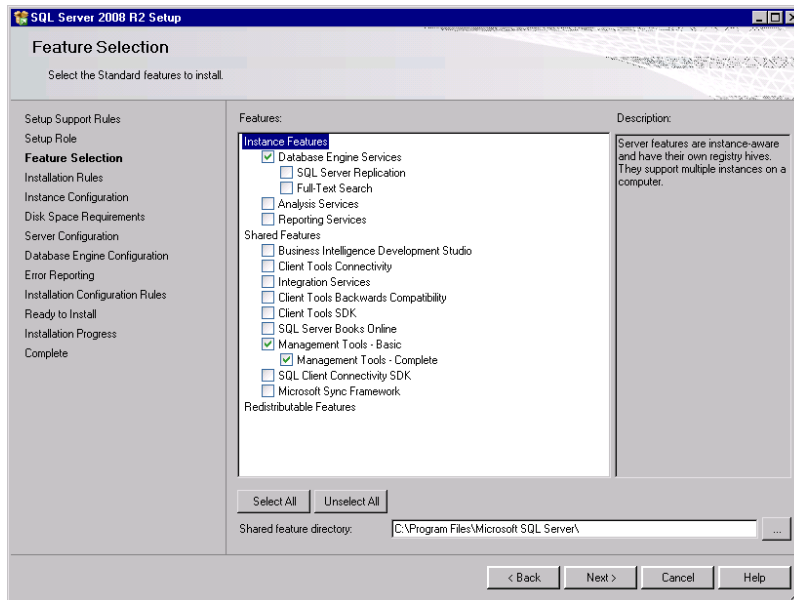 SQL Server 2008 R2 Setup
Feature Selection
Select the Standard features to install.
Setup Support Rules
Setup Role
Feature Selection
Installation Rules
Instance Configuration
Disk Space Requirements
Server Configuration
Database Engine Configuration
Error Reporting
Installation Configuration Rules
Ready to Install
Installation Progress
Complete
Features:
Instance Features
Database Engine Services
SQL Server Replication
Full-Text Search
Analysis Services
Reporting Services
Shared Features
Business Intelligence Development Studio
Client Tools Connectivity
Integration Services
Client Tools Backwards Compatibility
Client Tools SDK
SQL Server Books Online
Management Tools - Basic
Management Tools - Complete
SQL Client Connectivity SDK
Microsoft Sync Framework
Redistributable Features
Description:
Server features are instance-aware
and have their own registry hives.
They support multiple instances on a
computer.
Select All
Unselect All
Shared feature directory:
C:\Program Files\Microsoft SQL Server\
...
< Back
Next >
Cancel
Help